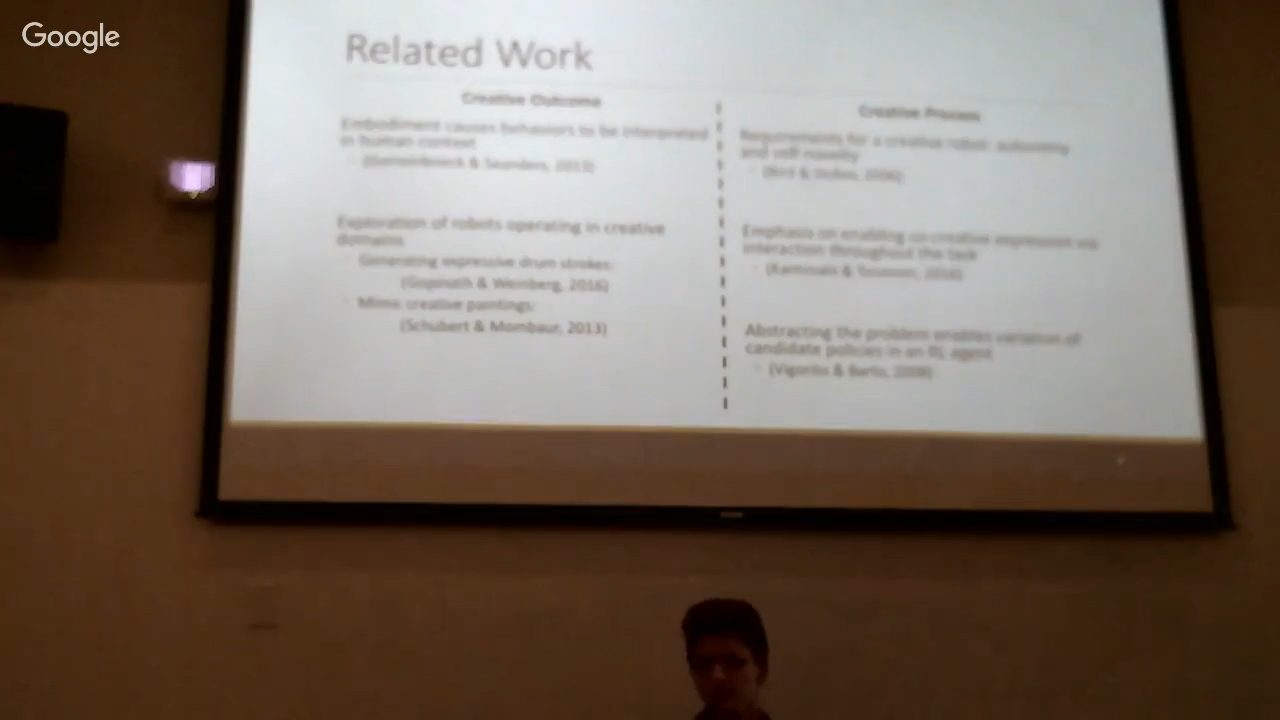 Google
Related Work
Creative Outcome
Creative Process
Embodiment causes behaviors to be interpreted
in human context
& Saunders, 2013)
Requirements for a creative robot: autonomy
and self-novelty
(Bird & Stokes, 2006)
Exploration of robots operating in creative
domains
Generating expressive drum strokes:
(Gopinath & Weinberg, 2016)
Mimic creative paintings:
(Schubert & Mombaur, 2013)
Emphasis on enabling co-creative expression via
interaction throughout the task
Abstracting the problem enables variation of
candidate policies in an RL agent
(Vigorito & Barto, 2008)